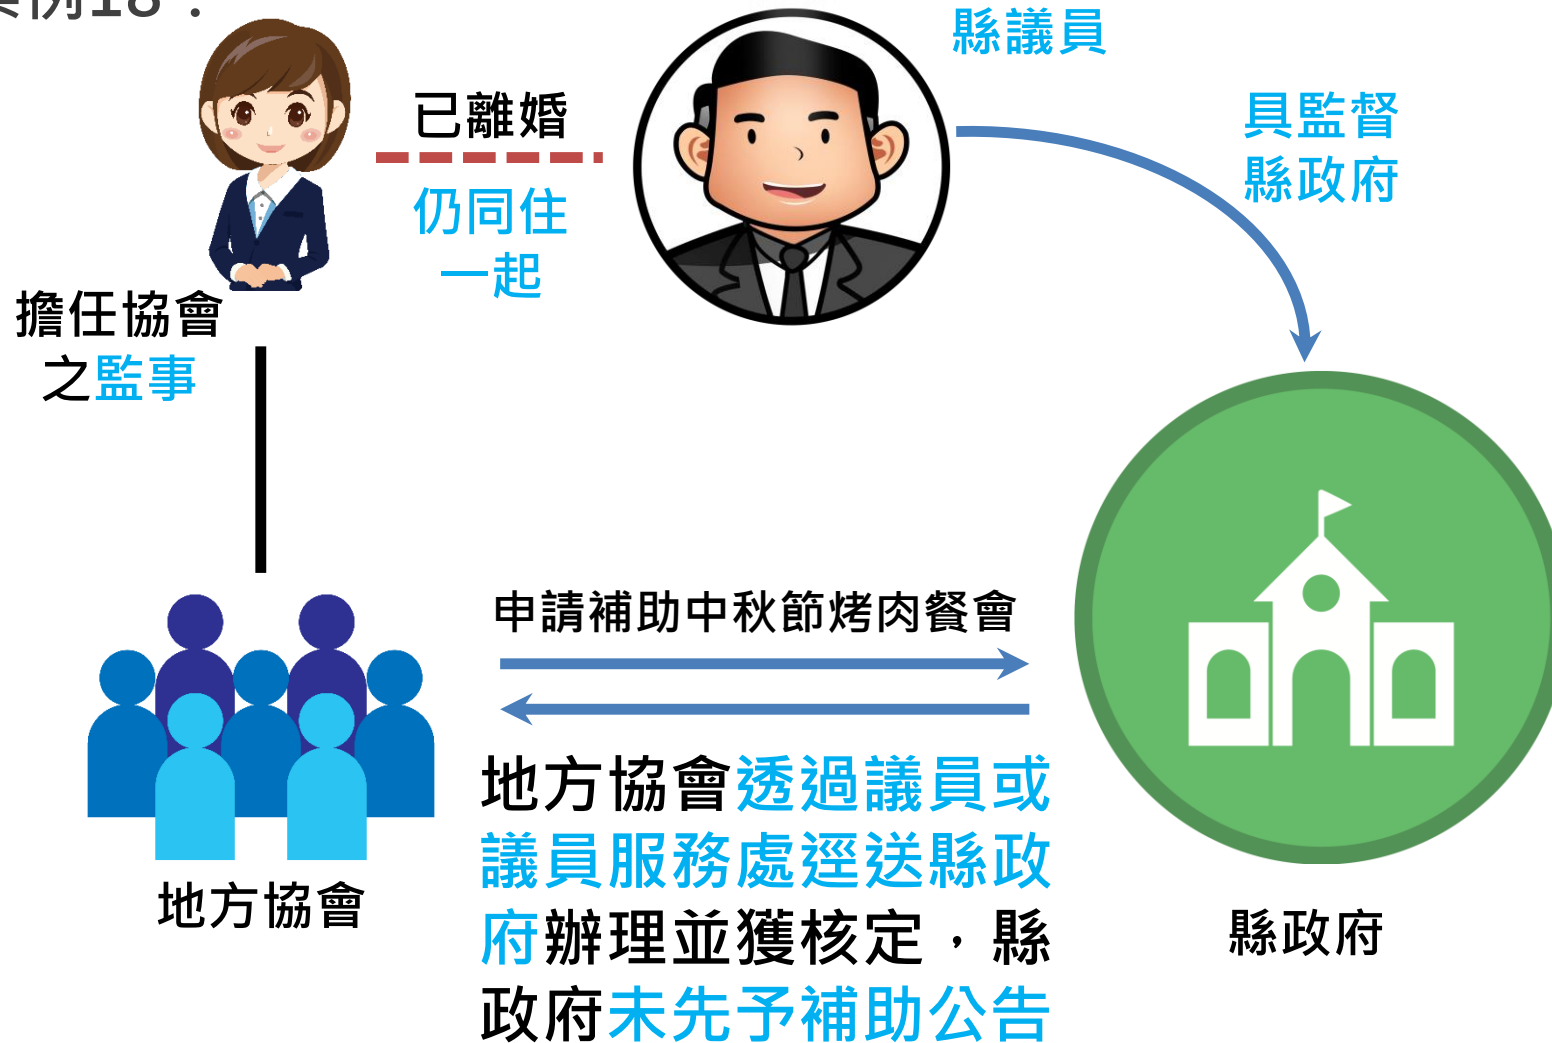 案例18：
縣議員
已離婚
仍同住
一起
具監督
縣政府
擔任協會
之監事
申請補助中秋節烤肉餐會
地方協會透過議員或
議員服務處逕送縣政
府辦理並獲核定，縣
政府未先予補助公告
地方協會
縣政府